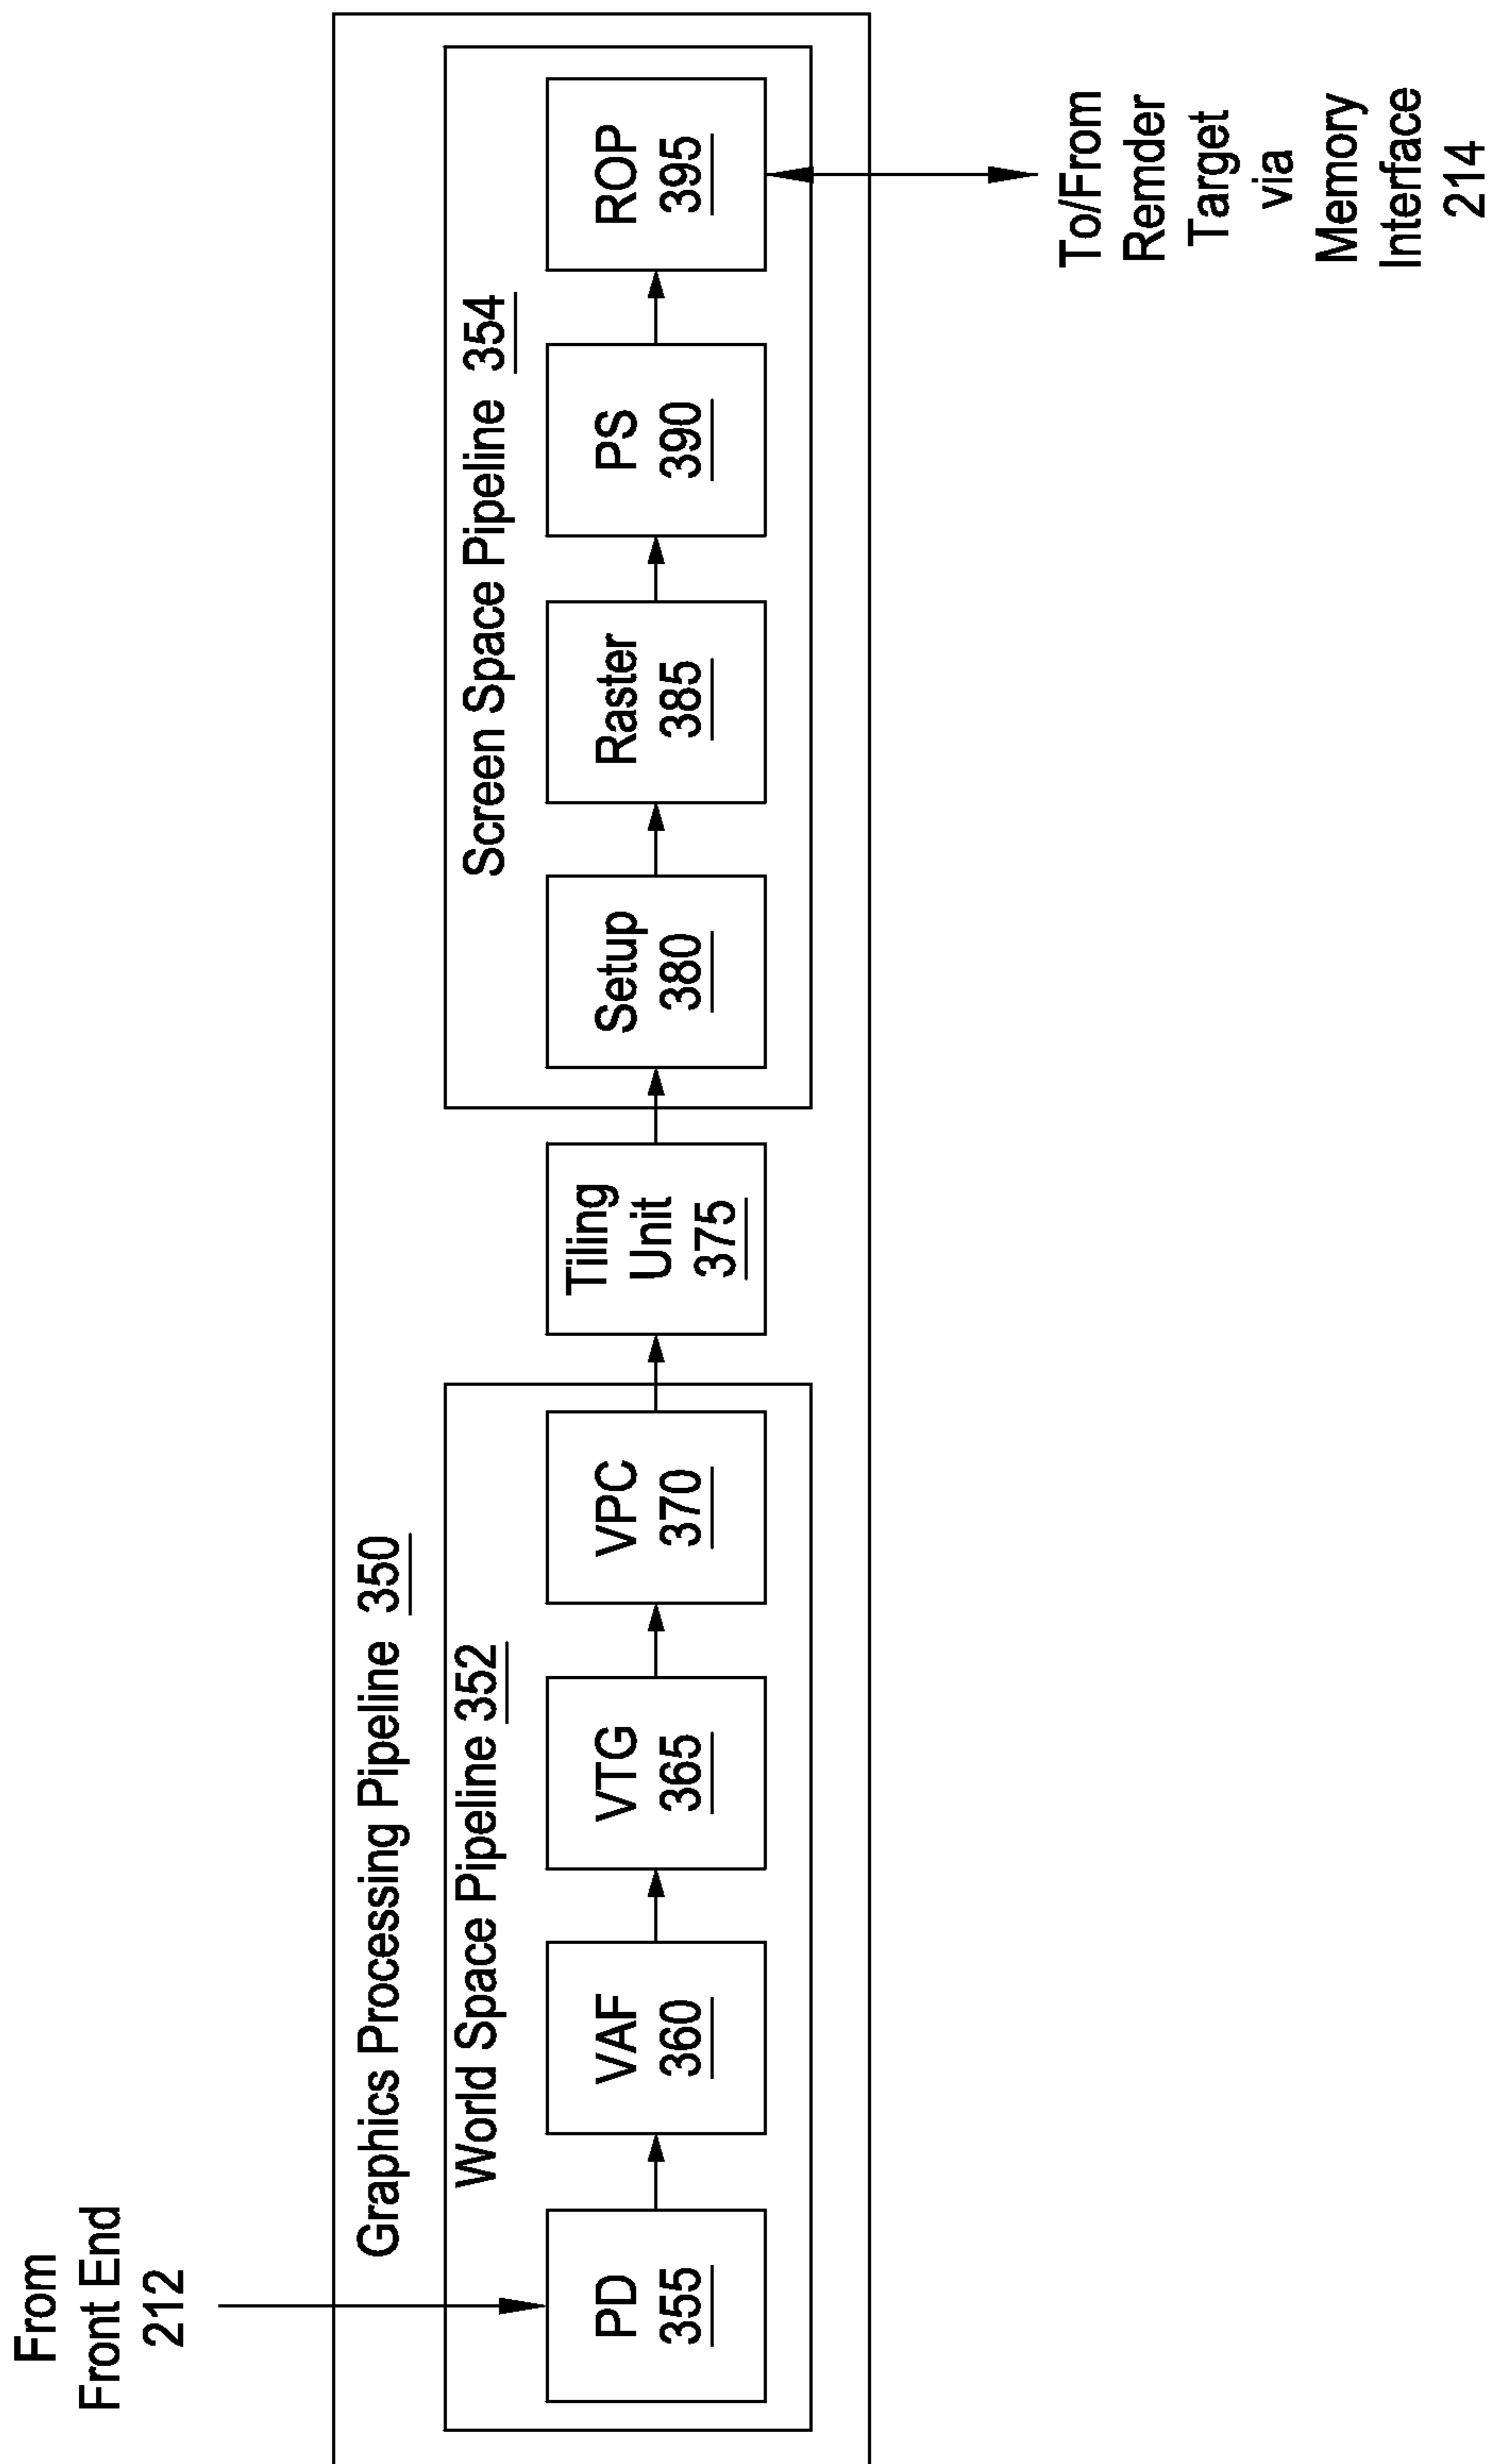 From
Front End
212
Graphics Processing Pipeline 350
World Space Pipeline 352
PD
355
VAF
360
VTG
365
VPC
370
Tiling
Unit
375
Screen Space Pipeline 354
Setup
380
Raster
385
PS
390
ROP
395
To/From
Remder
Target
via
Memory
Interface
214